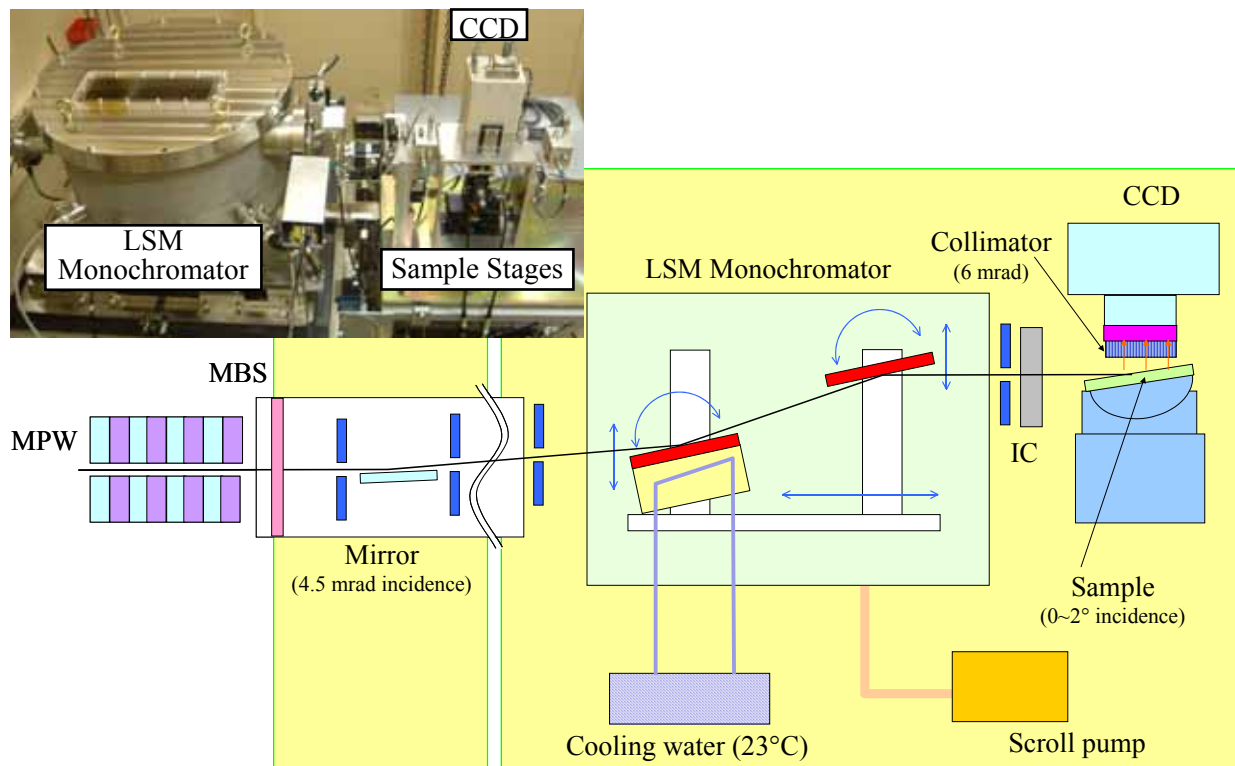 CCD
LSM
Monochromator
Sample Stages
CCD
Collimator
(6 mrad)
LSM Monochromator
MBS
MPW
IC
Mirror
(4.5 mrad incidence)
Sample
(0~2° incidence)
Cooling water (23°C)
Scroll pump